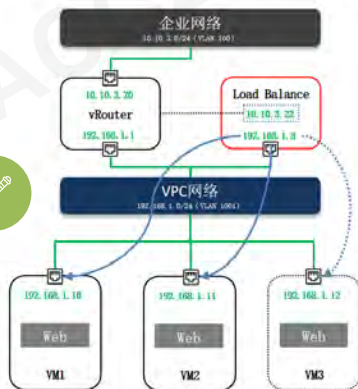 企业网络
10.10.3.0/24 (VLAN 100)
10.10.3.20
vRouter
192.168.1.1
Load Balance
10.10.3.22
192.168.1.3
VPC网络
192.168.1.0/24 (VLAN 1001)
192.168.1.10
192.168.1.11
192.168.1.12
Web
Web
Web
VM1
VM2
VM3